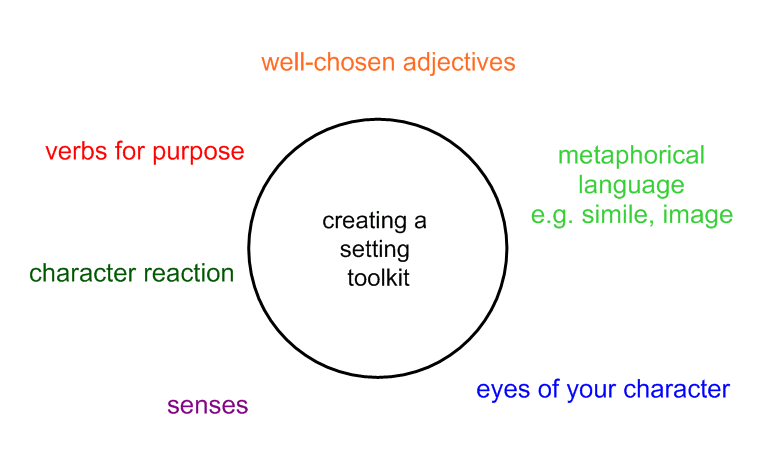 well-chosen adjectives
verbs for purpose
metaphorical
language
e.g. simile, image
creating a
setting
toolkit
character reaction
eyes of your character
senses